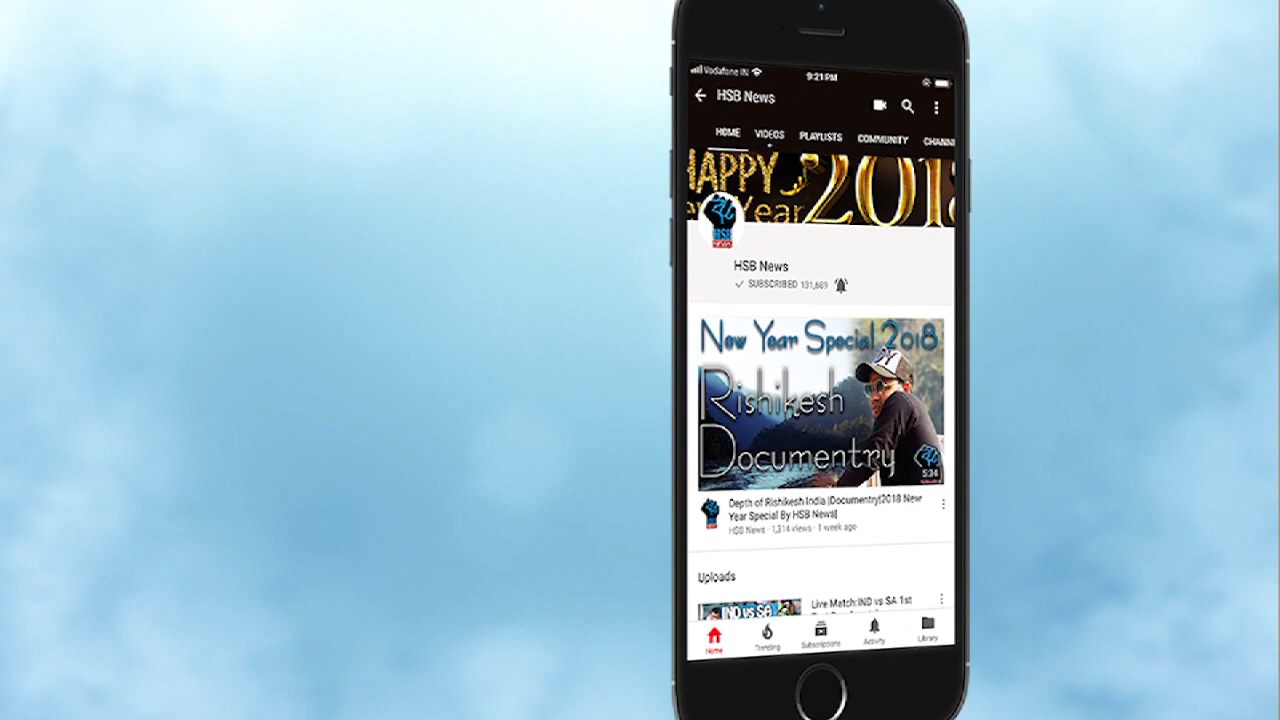 Vodafone IN
9:21 PM
HSB News
HOME VIDEOS PLAYLISTS COMMUNITY CHANN
HAPPY 2018
Year
HSB
NEWS
HSB News
SUBSCRIBED 131,689
New Year Special 2018
Rishikesh
Documentry
5:34
Depth of Rishikesh India |Documentry|2018 New
Year Special By HSB News|
HSB News · 1,314 views · 1 week ago
Uploads
IND vs SA
Live Match:IND vs SA 1st
Home Trending Subscriptions Activity Library